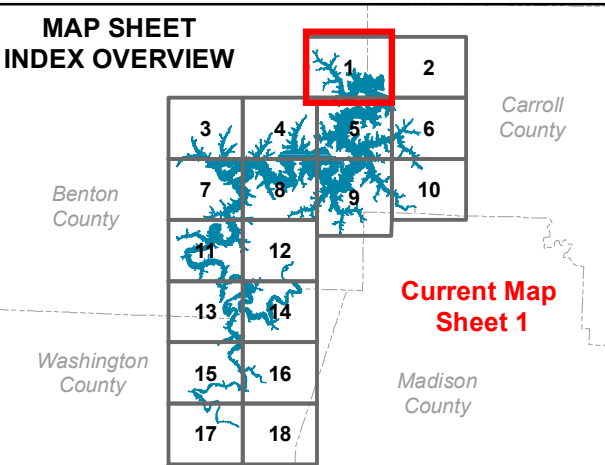 MAP SHEET
INDEX OVERVIEW
1
2
Carroll
County
3
4
5
6
Benton
County
7
8
9
10
11
12
Current Map
Sheet 1
13
14
Washington
County
15
16
Madison
County
17
18